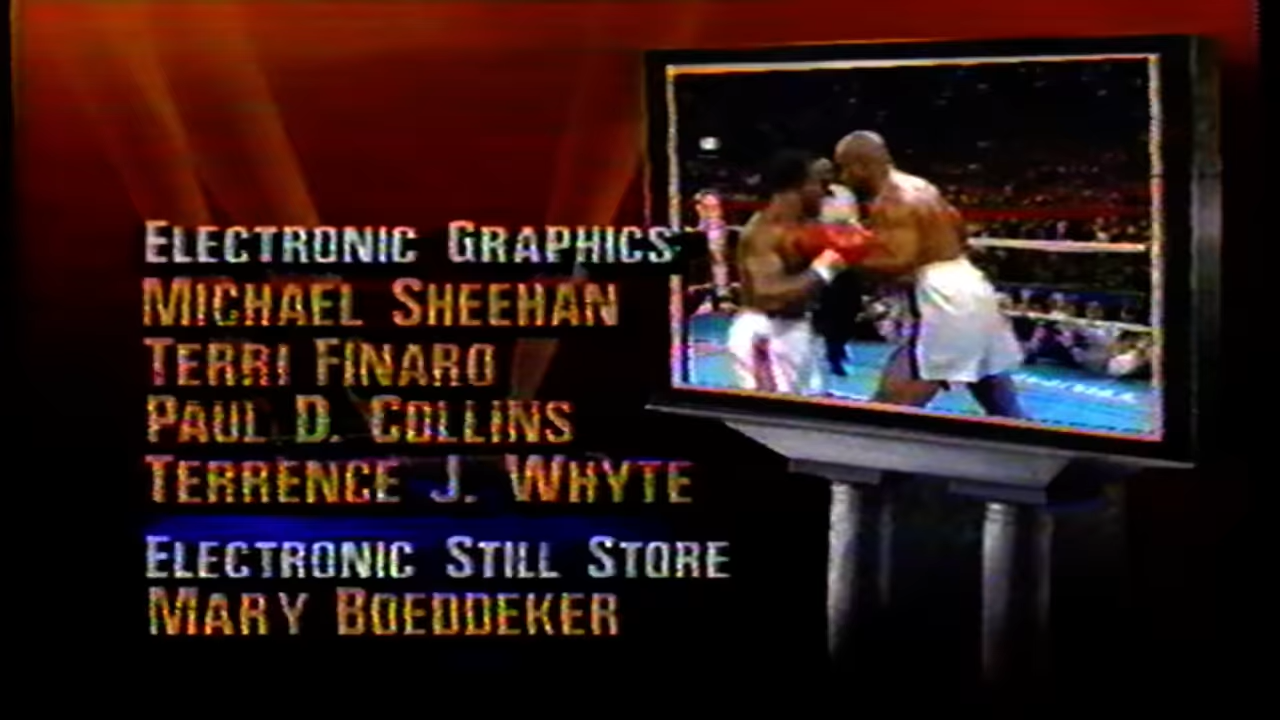 ELECTRONIC GRAPHICS
MICHAEL SHEEHAN
TERRI FINARO
PAUL D. COLLINS
TERRENCE J. WHYTE
ELECTRONIC STILL STORE
MARY BOEDDEKER